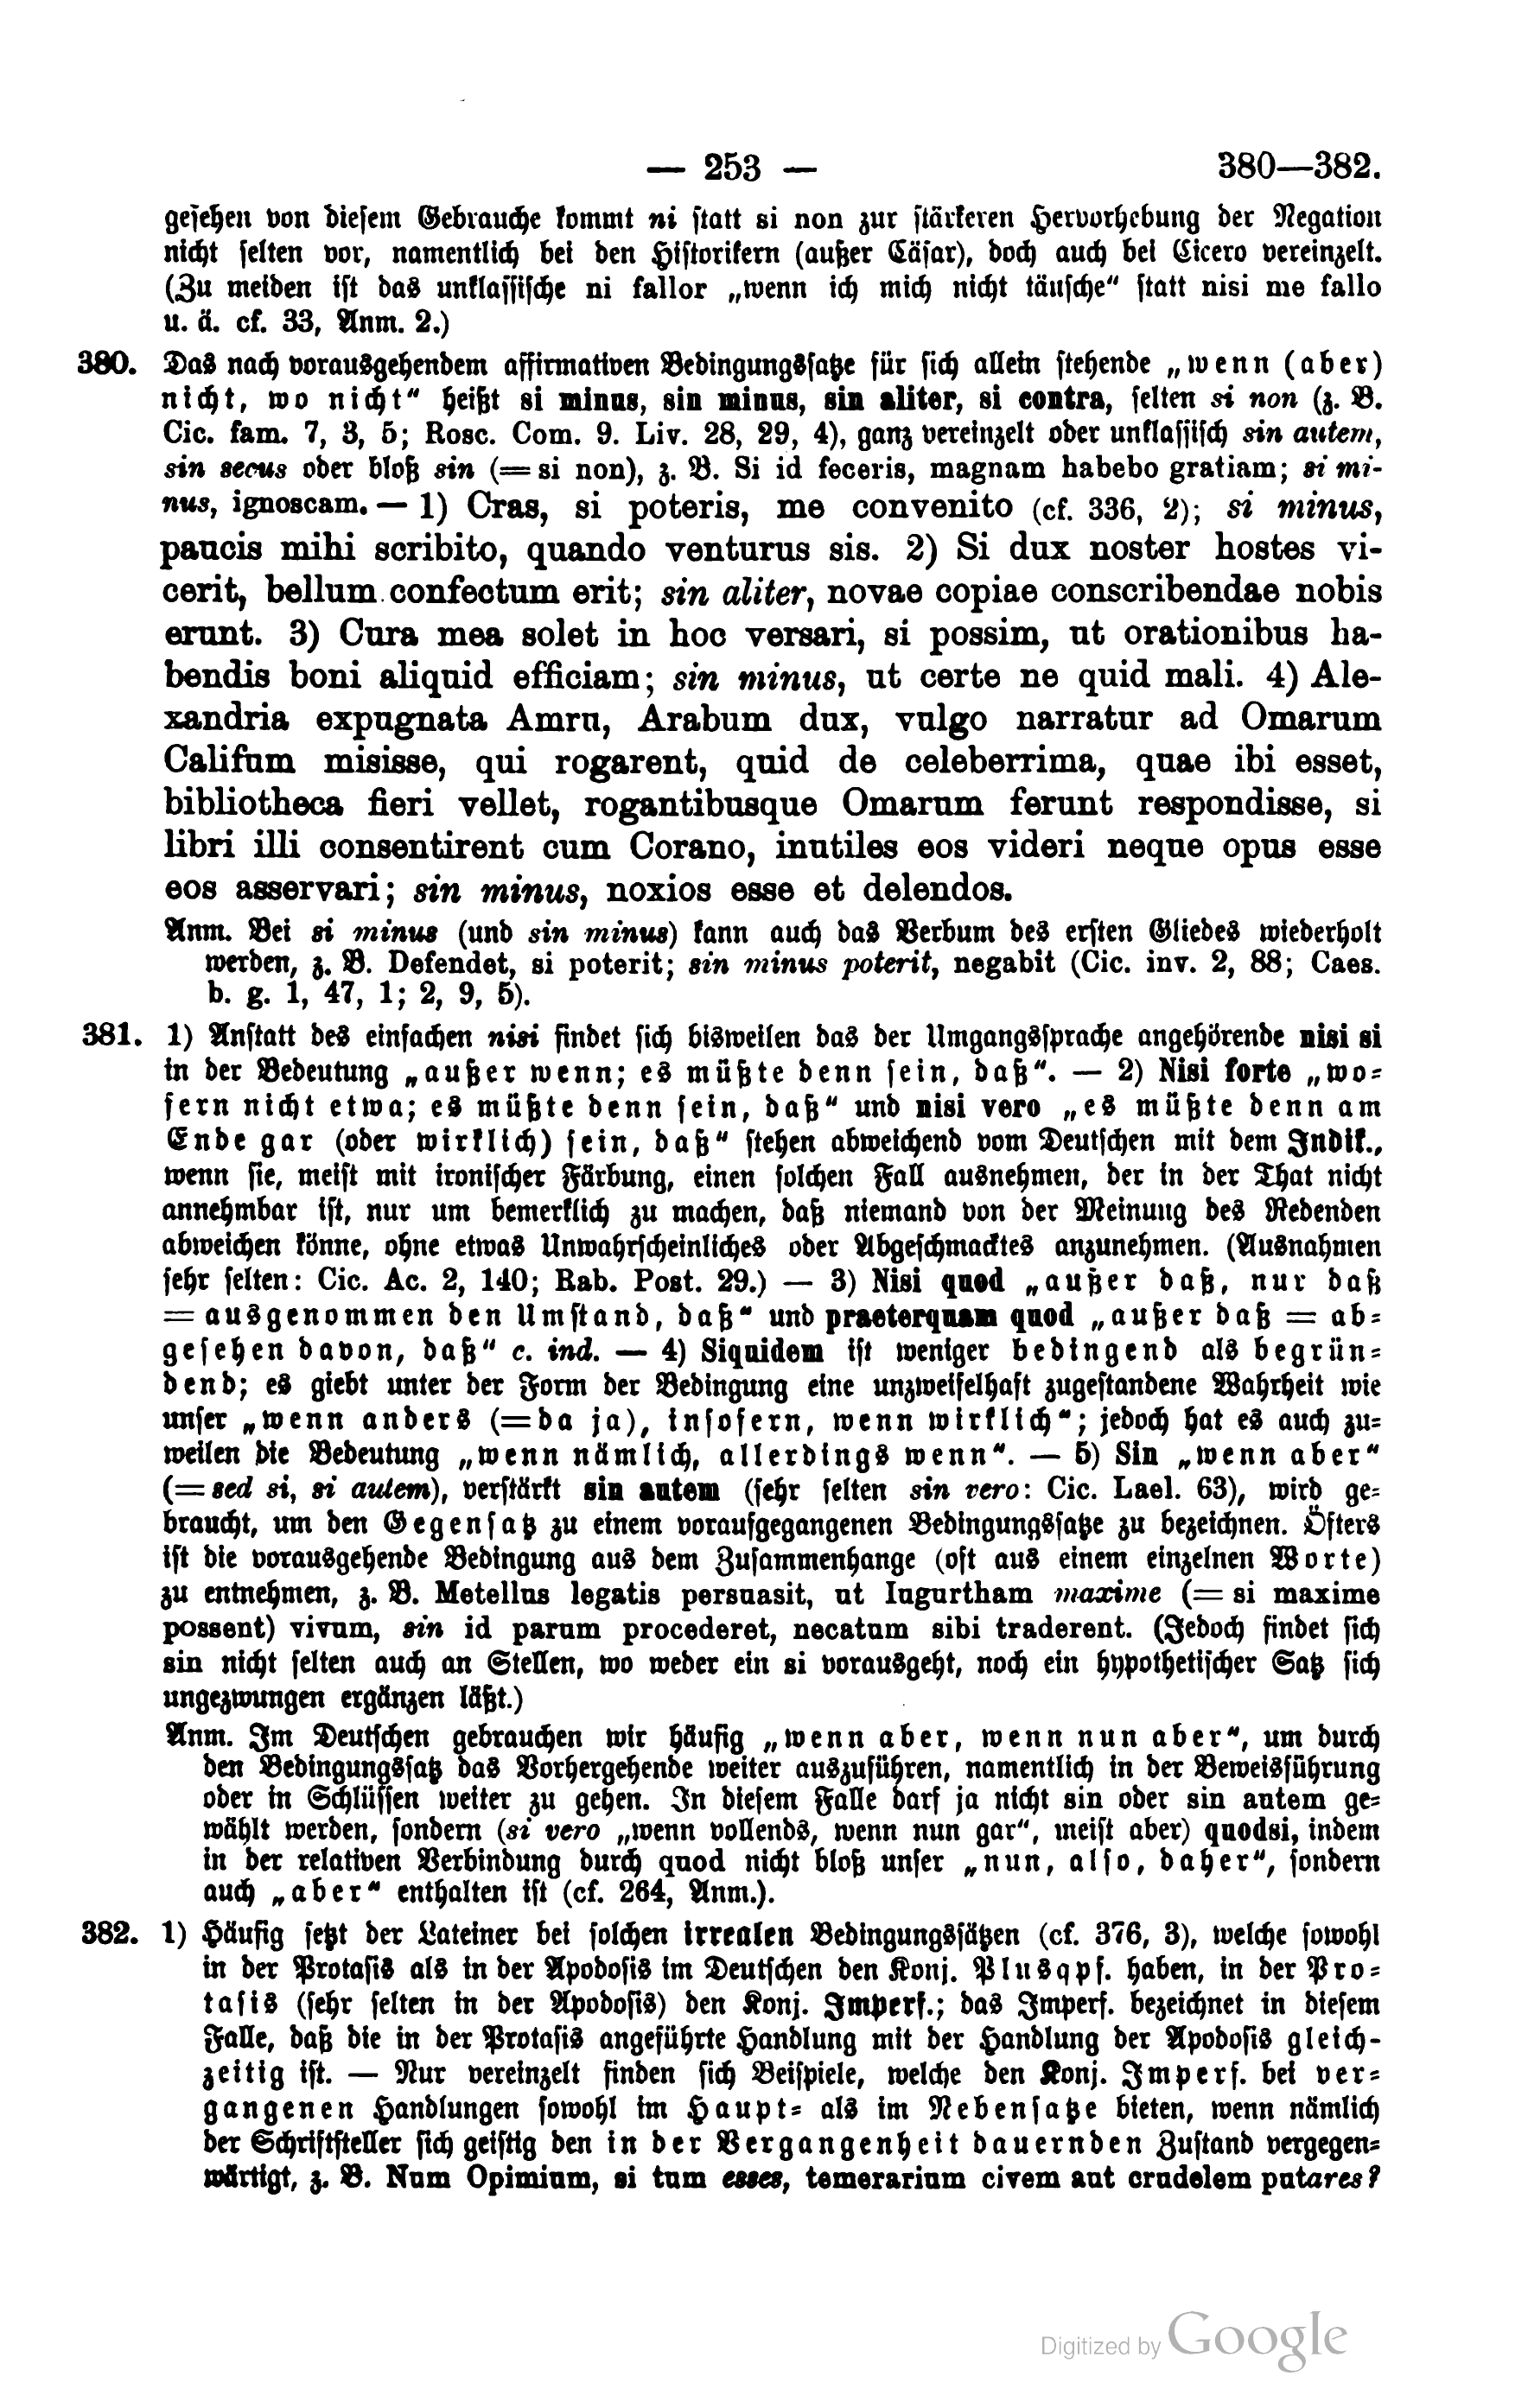 — 253 —
380—382.
gesehen von diesem Gebrauche kommt ni statt si non zur stärkeren Hervorhebung der Negation
nicht selten vor, namentlich bei den Historikern (außer Cäsar), doch auch bei Cicero vereinzelt.
(Zu meiden ist das unklassische ni fallor „wenn ich mich nicht täusche“ statt nisi me fallo
u. ä. cf. 33, Anm. 2.)
380. Das nach vorausgehendem affirmativen Bedingungssatze für sich allein stehende „wenn (aber)
nicht, wo nicht“ heißt si minus, sin minus, sin aliter, si contra, selten si non (z. B.
Cic. fam. 7, 3, 5; Rosc. Com. 9. Liv. 28, 29, 4), ganz vereinzelt oder unklassisch sin autem,
sin secus oder bloß sin (= si non), z. B. Si id feceris, magnam habebo gratiam; si mi-
nus, ignoscam. — 1) Cras, si poteris, me convenito (cf. 336, 2); si minus,
paucis mihi scribito, quando venturus sis. 2) Si dux noster hostes vi-
cerit, bellum confectum erit; sin aliter, novae copiae conscribendae nobis
erunt. 3) Cura mea solet in hoc versari, si possim, ut orationibus ha-
bendis boni aliquid efficiam; sin minus, ut certe ne quid mali. 4) Ale-
xandria expugnata Amru, Arabum dux, vulgo narratur ad Omarum
Califum misisse, qui rogarent, quid de celeberrima, quae ibi esset,
bibliotheca fieri vellet, rogantibusque Omarum ferunt respondisse, si
libri illi consentirent cum Corano, inutiles eos videri neque opus esse
eos asservari; sin minus, noxios esse et delendos.
Anm. Bei si minus (und sin minus) kann auch das Verbum des ersten Gliedes wiederholt
werden, z. B. Defendet, si poterit; sin minus poterit, negabit (Cic. inv. 2, 88; Caes.
b. g. 1, 47, 1; 2, 9, 5).
381. 1) Anstatt des einfachen nisi findet sich bisweilen das der Umgangssprache angehörende nisi si
in der Bedeutung „außer wenn; es müßte denn sein, daß“. — 2) Nisi forte „wo-
fern nicht etwa; es müßte denn sein, daß“ und nisi vero „es müßte denn am
Ende gar (oder wirklich) sein, daß“ stehen abweichend vom Deutschen mit dem Indik.,
wenn sie, meist mit ironischer Färbung, einen solchen Fall ausnehmen, der in der That nicht
annehmbar ist, nur um bemerklich zu machen, daß niemand von der Meinung des Redenden
abweichen könne, ohne etwas Unwahrscheinliches oder Abgeschmacktes anzunehmen. (Ausnahmen
sehr selten: Cic. Ac. 2, 140; Rab. Post. 29.) — 3) Nisi quod „außer daß, nur daß
= ausgenommen den Umstand, daß“ und praeterquam quod „außer daß = ab-
gesehen davon, daß“ c. ind. — 4) Siquidem ist weniger bedingend als begrün-
dend; es giebt unter der Form der Bedingung eine unzweifelhaft zugestandene Wahrheit wie
unser „wenn anders (= da ja), insofern, wenn wirklich“; jedoch hat es auch zu-
weilen die Bedeutung „wenn nämlich, allerdings wenn“. — 5) Sin „wenn aber“
(= sed si, si autem), verstärkt sin autem (sehr selten sin vero: Cic. Lael. 63), wird ge-
braucht, um den Gegensatz zu einem voraufgegangenen Bedingungssatze zu bezeichnen. Öfters
ist die vorausgehende Bedingung aus dem Zusammenhange (oft aus einem einzelnen Worte)
zu entnehmen, z. B. Metellus legatis persuasit, ut Iugurtham maxime (= si maxime
possent) vivum, sin id parum procederet, necatum sibi traderent. (Jedoch findet sich
sin nicht selten auch an Stellen, wo weder ein si vorausgeht, noch ein hypothetischer Satz sich
ungezwungen ergänzen läßt.)
Anm. Im Deutschen gebrauchen wir häufig „wenn aber, wenn nun aber“, um durch
den Bedingungssatz das Vorhergehende weiter auszuführen, namentlich in der Beweisführung
oder in Schlüssen weiter zu gehen. In diesem Falle darf ja nicht sin oder sin autem ge-
wählt werden, sondern (si vero „wenn vollends, wenn nun gar“, meist aber) quodsi, indem
in der relativen Verbindung durch quod nicht bloß unser „nun, also, daher“, sondern
auch „aber“ enthalten ist (cf. 264, Anm.).
382. 1) Häufig setzt der Lateiner bei solchen irrealen Bedingungssätzen (cf. 376, 3), welche sowohl
in der Protasis als in der Apodosis im Deutschen den Konj. Plusqpf. haben, in der Pro-
tasis (sehr selten in der Apodosis) den Konj. Imperf.; das Imperf. bezeichnet in diesem
Falle, daß die in der Protasis angeführte Handlung mit der Handlung der Apodosis gleich-
zeitig ist. — Nur vereinzelt finden sich Beispiele, welche den Konj. Imperf. bei ver-
gangenen Handlungen sowohl im Haupt- als im Nebensatze bieten, wenn nämlich
der Schriftsteller sich geistig den in der Vergangenheit dauernden Zustand vergegen-
wärtigt, z. B. Num Opimium, si tum esses, temerarium civem aut crudelem putares?
Digitized by Google